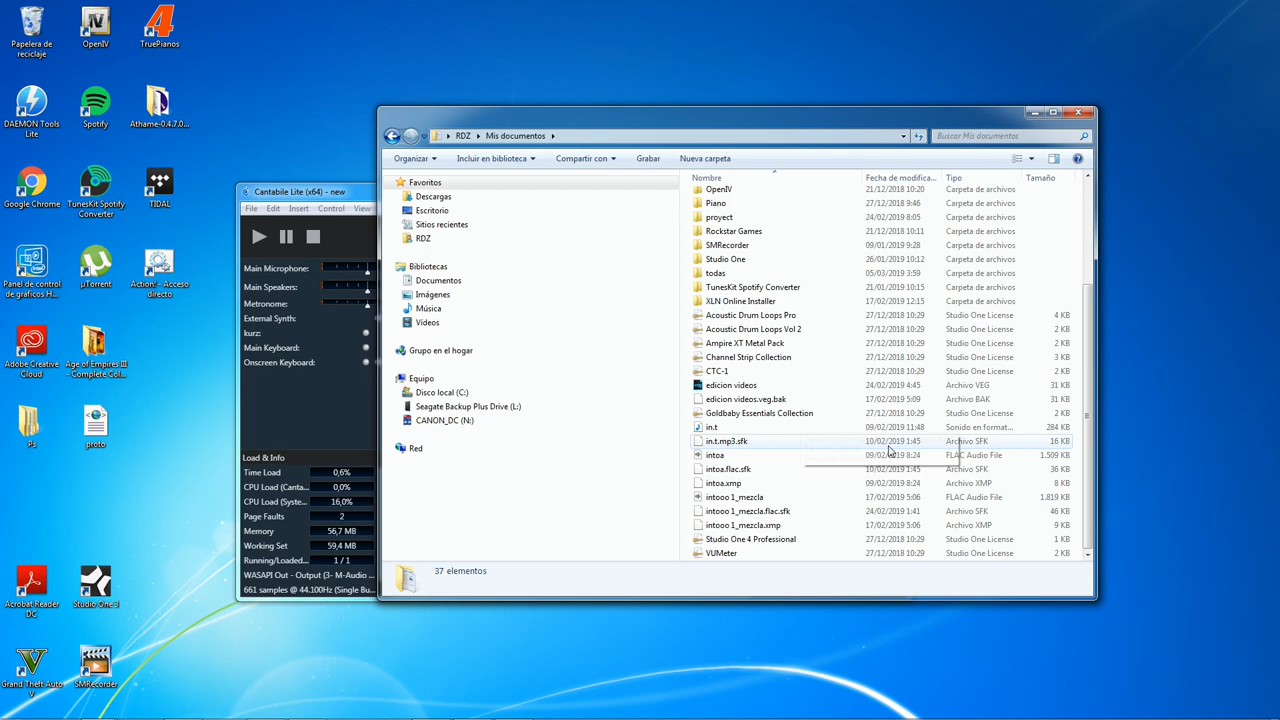 Papelera de reciclaje
OpenIV
TruePianos
DAEMON Tools Lite
Spotify
Athame-0.4.7.0...
Google Chrome
TunesKit Spotify Converter
TIDAL
Panel de control de gráficos H...
µTorrent
Action! - Acceso directo
Adobe Creative Cloud
Age of Empires III - Complete Col...
Ps
proto
Acrobat Reader DC
Studio One 3
Grand Theft Auto V
SMRecorder
Cantabile Lite (x64) - new
File Edit Insert Control View
Main Microphone:
Main Speakers:
Metronome:
External Synth:
kurz:
Main Keyboard:
Onscreen Keyboard:
Load & Info
Time Load 0,6%
CPU Load (Canta... 0,0%
CPU Load (Syste... 16,0%
Page Faults 2
Memory 56,7 MB
Working Set 59,4 MB
Running/Loaded... 1 / 1
WASAPI Out - Output (3- M-Audio ...
661 samples @ 44.100Hz (Single Bu...
RDZ Mis documentos
Buscar Mis documentos
Organizar Incluir en biblioteca Compartir con Grabar Nueva carpeta
Favoritos
Descargas
Escritorio
Sitios recientes
RDZ
Bibliotecas
Documentos
Imágenes
Música
Vídeos
Grupo en el hogar
Equipo
Disco local (C:)
Seagate Backup Plus Drive (L:)
CANON_DC (N:)
Red
Nombre Fecha de modifica... Tipo Tamaño
OpenIV 21/12/2018 10:20 Carpeta de archivos
Piano 27/12/2018 9:46 Carpeta de archivos
proyect 24/02/2019 8:05 Carpeta de archivos
Rockstar Games 21/12/2018 10:11 Carpeta de archivos
SMRecorder 09/01/2019 9:28 Carpeta de archivos
Studio One 26/01/2019 10:12 Carpeta de archivos
todas 05/03/2019 3:59 Carpeta de archivos
TunesKit Spotify Converter 21/01/2019 10:15 Carpeta de archivos
XLN Online Installer 17/02/2019 12:15 Carpeta de archivos
Acoustic Drum Loops Pro 27/12/2018 10:29 Studio One License 4 KB
Acoustic Drum Loops Vol 2 27/12/2018 10:29 Studio One License 2 KB
Ampire XT Metal Pack 27/12/2018 10:29 Studio One License 2 KB
Channel Strip Collection 27/12/2018 10:29 Studio One License 3 KB
CTC-1 27/12/2018 10:29 Studio One License 2 KB
edicion videos 24/02/2019 4:45 Archivo VEG 31 KB
edicion videos.veg.bak 17/02/2019 5:09 Archivo BAK 31 KB
Goldbaby Essentials Collection 27/12/2018 10:29 Studio One License 2 KB
in.t 09/02/2019 11:48 Sonido en format... 284 KB
in.t.mp3.sfk 10/02/2019 1:45 Archivo SFK 16 KB
intoa 09/02/2019 8:24 FLAC Audio File 1.509 KB
intoa.flac.sfk 10/02/2019 1:45 Archivo SFK 36 KB
intoa.xmp 09/02/2019 8:24 Archivo XMP 8 KB
intooo 1_mezcla 17/02/2019 5:06 FLAC Audio File 1.819 KB
intooo 1_mezcla.flac.sfk 24/02/2019 1:41 Archivo SFK 46 KB
intooo 1_mezcla.xmp 17/02/2019 5:06 Archivo XMP 9 KB
Studio One 4 Professional 27/12/2018 10:29 Studio One License 1 KB
VUMeter 27/12/2018 10:29 Studio One License 2 KB
37 elementos